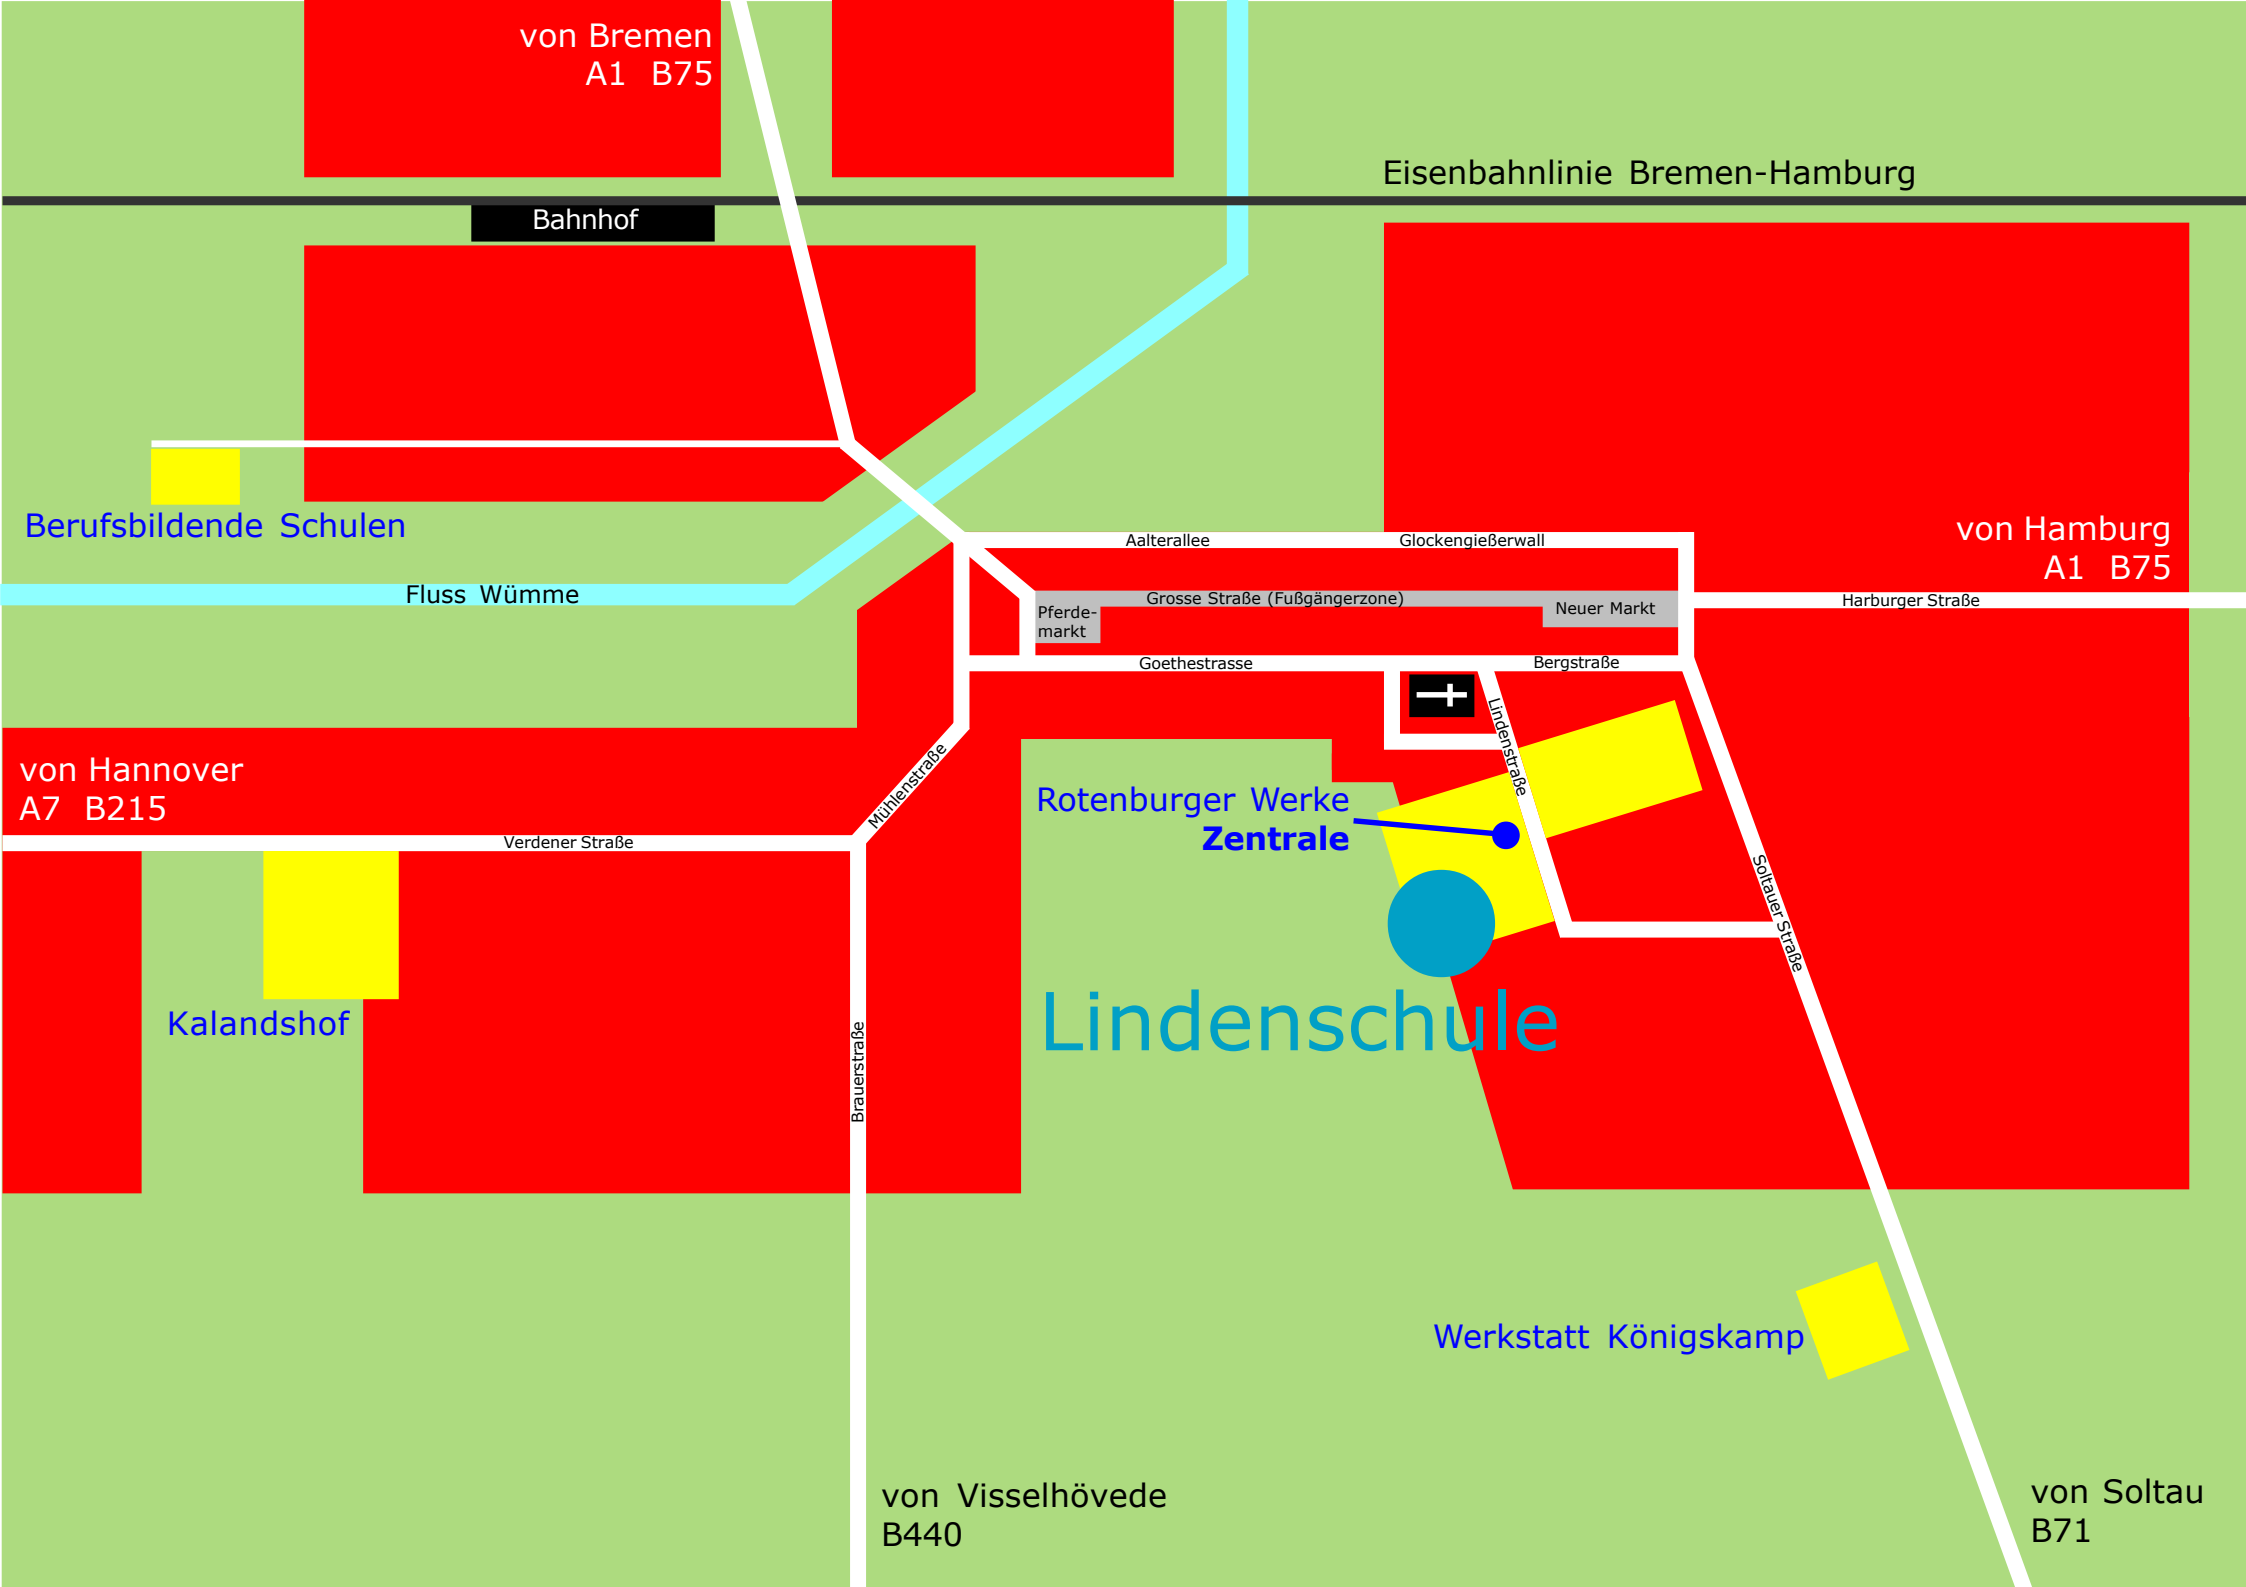 von Bremen
A1 B75
Eisenbahnlinie Bremen-Hamburg
Bahnhof
Berufsbildende Schulen
von Hamburg
A1 B75
Aalterallee
Glockengießerwall
Fluss Wümme
Grosse Straße (Fußgängerzone)
Harburger Straße
Pferde-
markt
Neuer Markt
Goethestrasse
Bergstraße
Lindenstraße
von Hannover
A7 B215
Mühlenstraße
Rotenburger Werke
Zentrale
Verdener Straße
Soltauer Straße
Kalandshof
Lindenschule
Brauerstraße
Werkstatt Königskamp
von Visselhövede
B440
von Soltau
B71